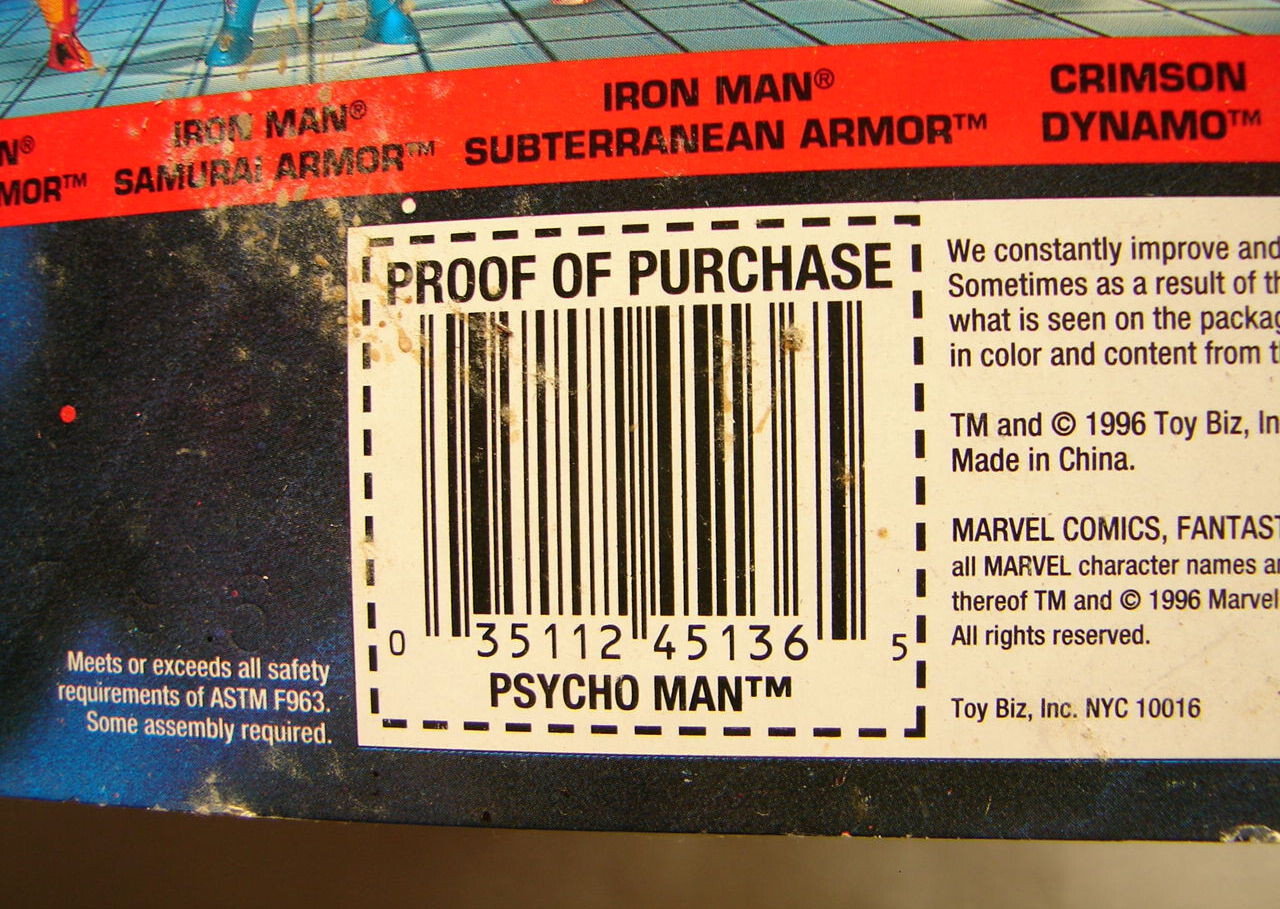 IRON MAN®
SAMURAI ARMOR™
IRON MAN®
SUBTERRANEAN ARMOR™
CRIMSON
DYNAMO™
PROOF OF PURCHASE
0 35112 45136 5
PSYCHO MAN™
Meets or exceeds all safety
requirements of ASTM F963.
Some assembly required.
We constantly improve and
Sometimes as a result of
what is seen on the
in color and content from
TM and © 1996 Toy Biz,
Made in China.
MARVEL COMICS,
all MARVEL character names
thereof TM and © 1996 Marvel
All rights reserved.
Toy Biz, Inc. NYC 10016